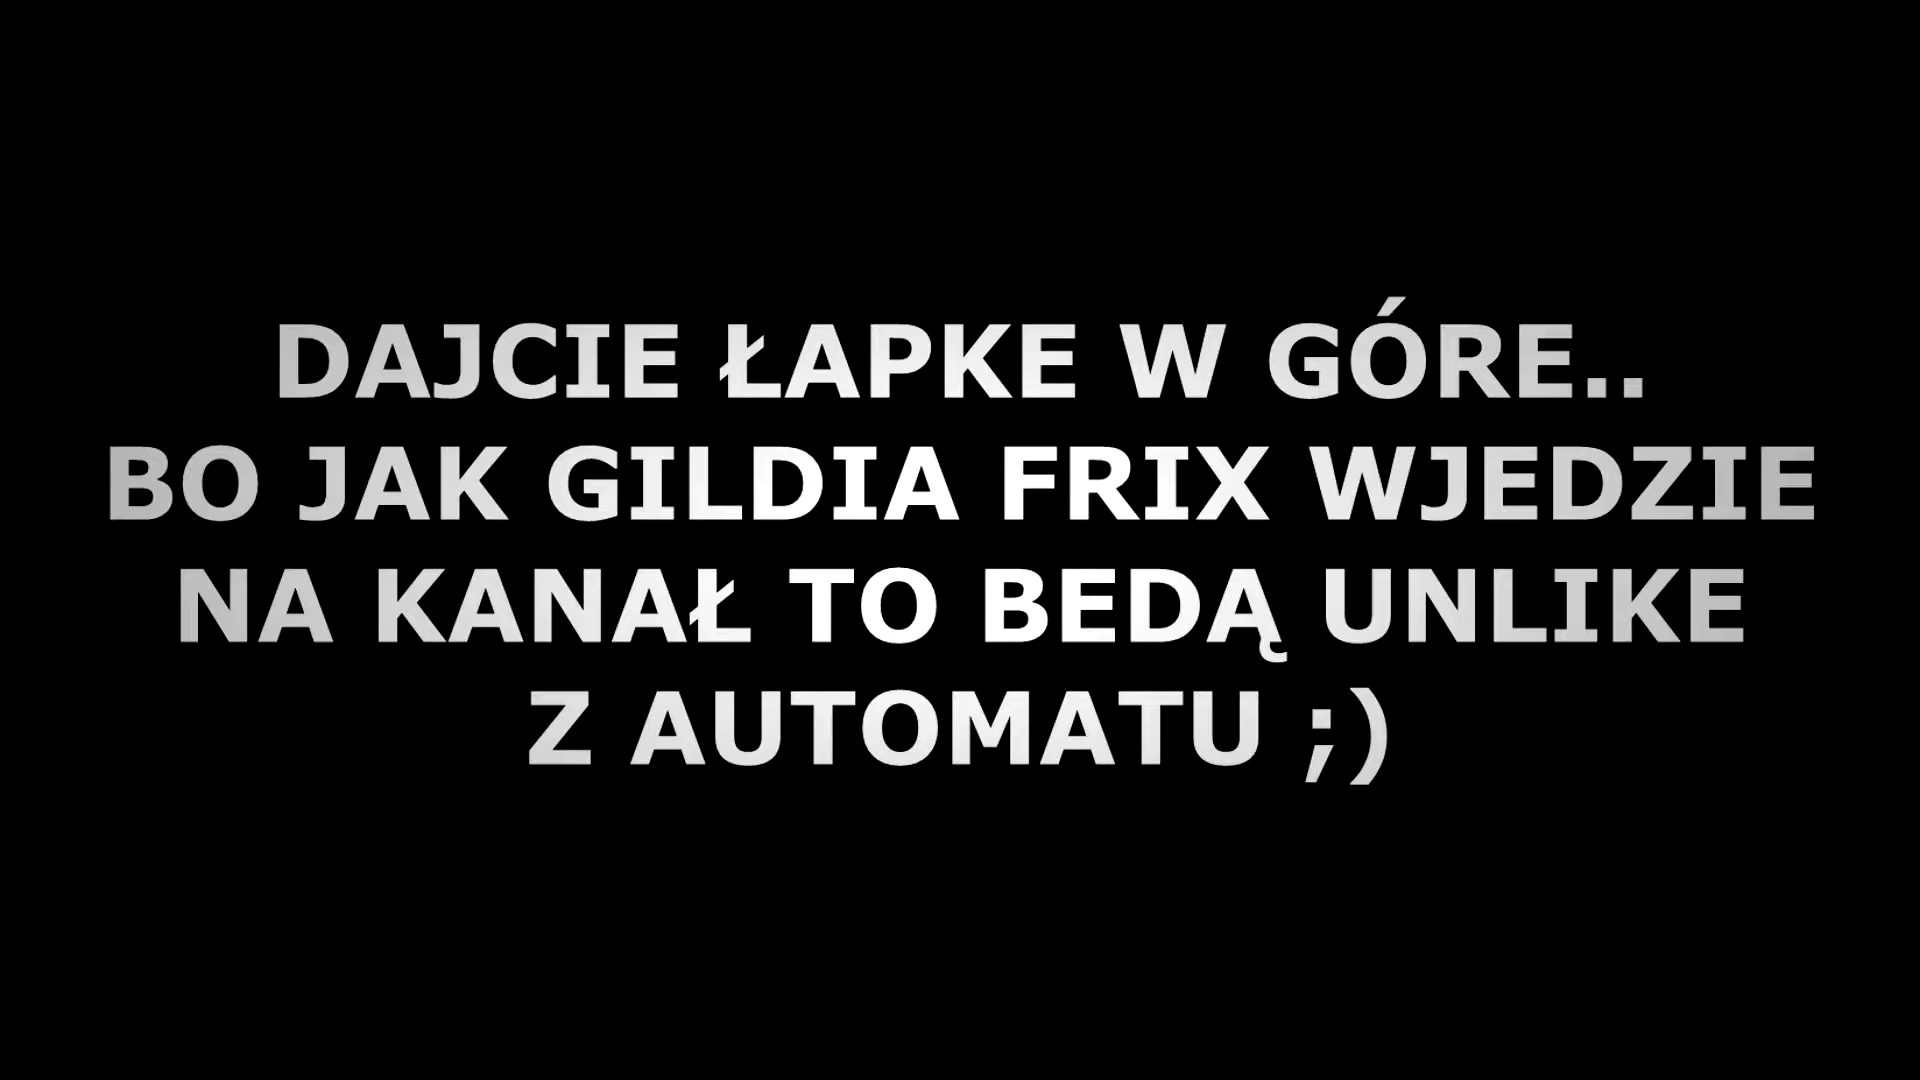 DAJCIE ŁAPKE W GÓRE..
BO JAK GILDIA FRIX WJEDZIE
NA KANAŁ TO BEDĄ UNLIKE
Z AUTOMATU ;)